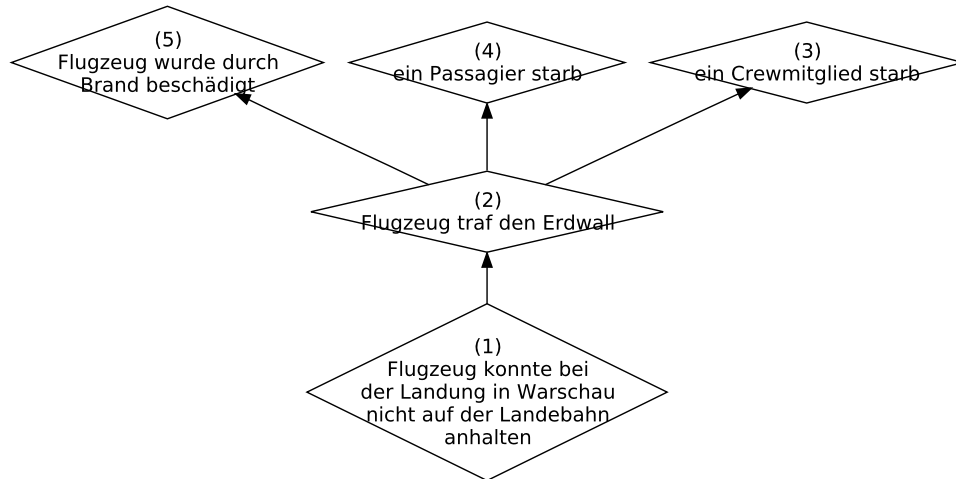 (5)
Flugzeug wurde durch
Brand beschädigt
(4)
ein Passagier starb
(3)
ein Crewmitglied starb
(2)
Flugzeug traf den Erdwall
(1)
Flugzeug konnte bei
der Landung in Warschau
nicht auf der Landebahn
anhalten